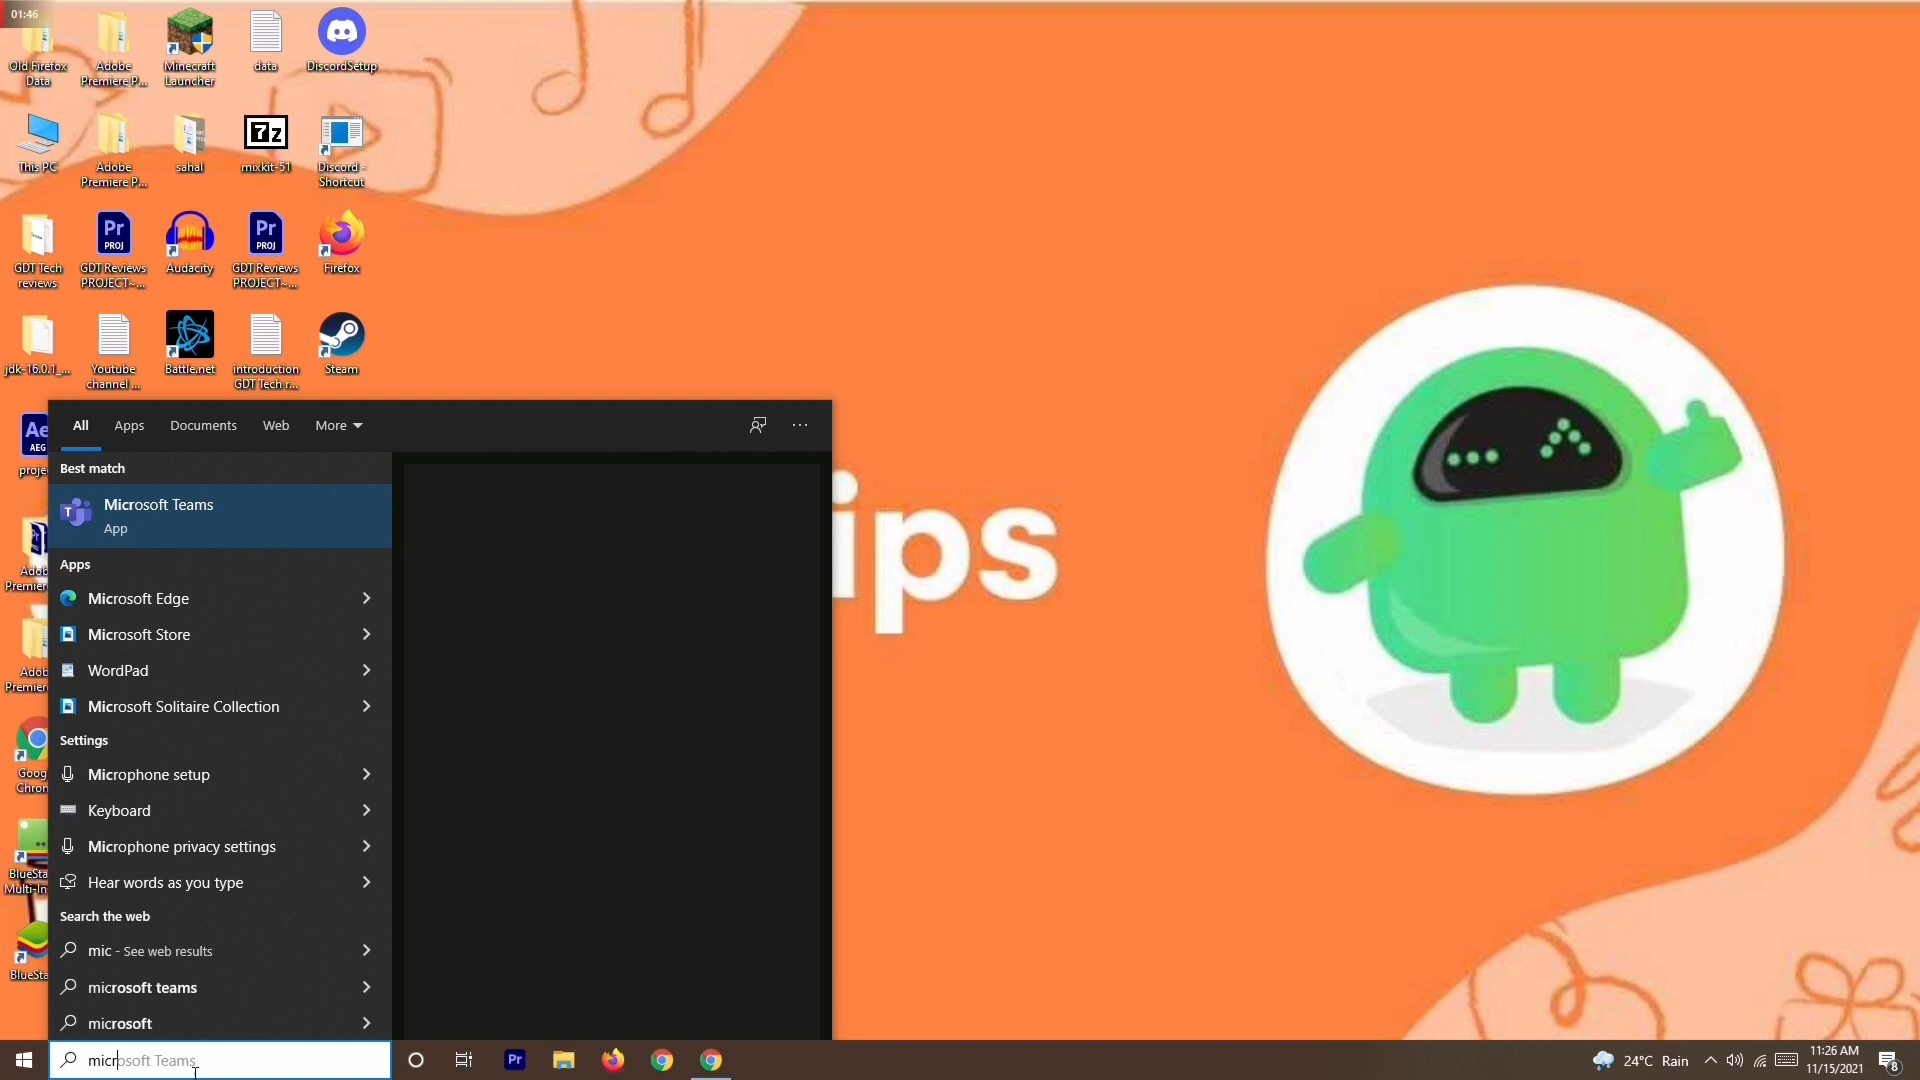 01:46
Old Firefox
Data
Adobe
Premiere P...
Minecraft
Launcher
data
DiscordSetup
This PC
Adobe
Premiere P...
sahal
7z
mixkit-51
Discord -
Shortcut
Pr
PROJ
Pr
PROJ
GDT Tech
reviews
GDT Reviews
PROJECT~...
Audacity
GDT Reviews
PROJECT~...
Firefox
jdk-16.0.1_...
Youtube
channel ...
Battle.net
introduction
GDT Tech r...
Steam
Ae
AEG
All
Apps
Documents
Web
More
Best match
Microsoft Teams
App
Apps
Microsoft Edge
Microsoft Store
WordPad
Microsoft Solitaire Collection
Settings
Microphone setup
Keyboard
Microphone privacy settings
Hear words as you type
Search the web
mic - See web results
microsoft teams
microsoft
microsoft Teams
ips
Pr
24°C Rain
11:26 AM
11/15/2021
8